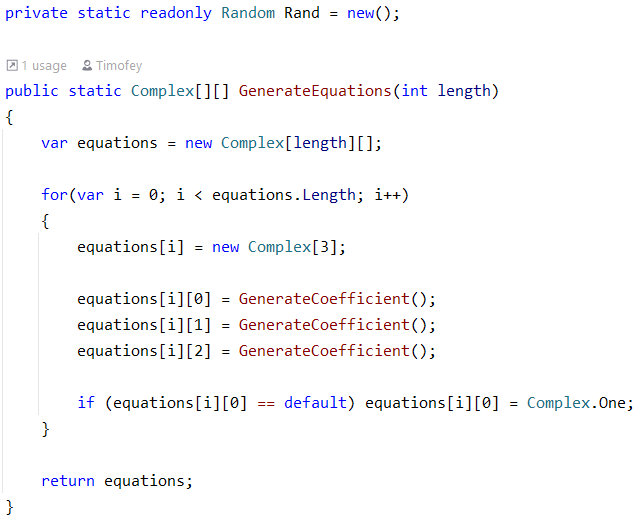 private static readonly Random Rand = new();
1 usage Timofey
public static Complex[][] GenerateEquations(int length)
{
    var equations = new Complex[length][];
    for(var i = 0; i < equations.Length; i++)
    {
        equations[i] = new Complex[3];
        equations[i][0] = GenerateCoefficient();
        equations[i][1] = GenerateCoefficient();
        equations[i][2] = GenerateCoefficient();
        if (equations[i][0] == default) equations[i][0] = Complex.One;
    }
    return equations;
}